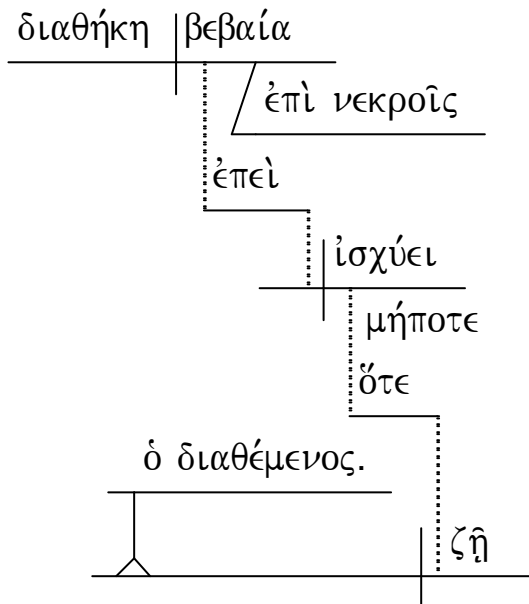 διαθήκη βεβαία
ἐπὶ νεκροῖς
ἐπεὶ
ἰσχύει
μήποτε
ὅτε
ὁ διαθέμενος.
ζῇ